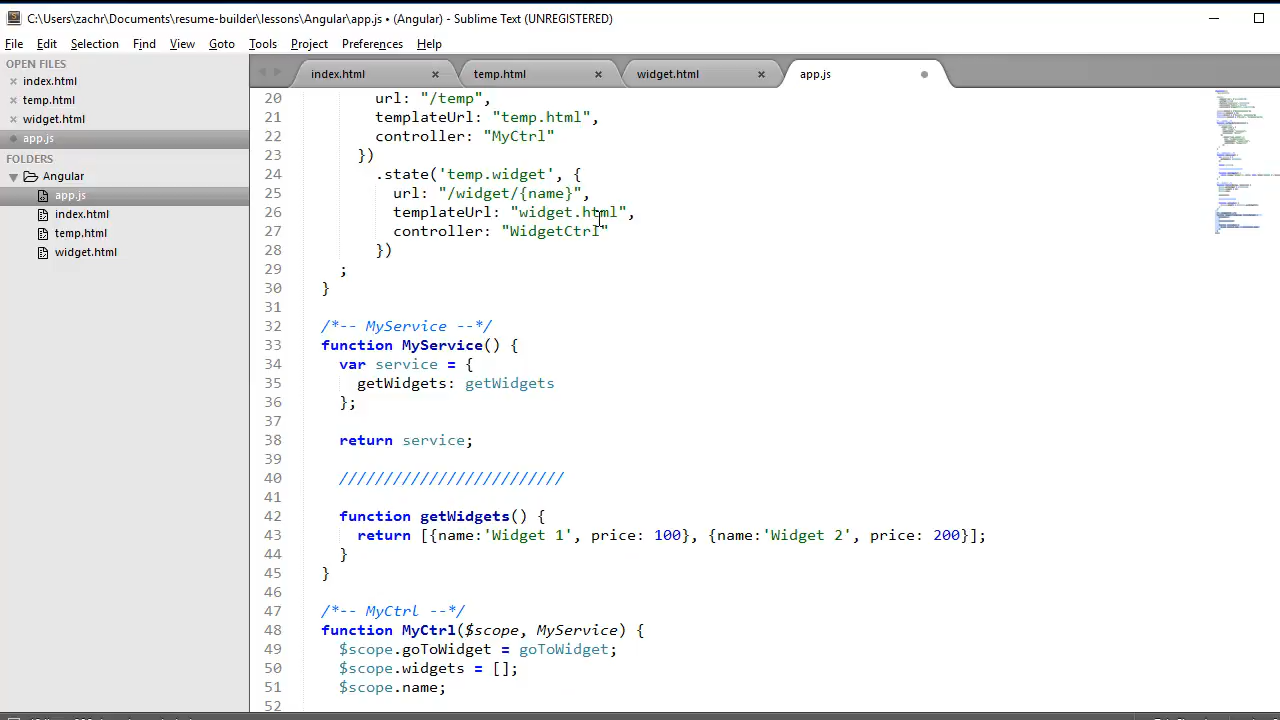 C:\Users\zachr\Documents\resume-builder\lessons\Angular\app.js • (Angular) - Sublime Text (UNREGISTERED)
File Edit Selection Find View Goto Tools Project Preferences Help
OPEN FILES
index.html
temp.html
widget.html
app.js
FOLDERS
Angular
app.js
index.html
temp.html
widget.html
index.html temp.html widget.html app.js
20 url: "/temp",
21 templateUrl: "temp.html",
22 controller: "MyCtrl"
23 })
24 .state('temp.widget', {
25 url: "/widget/{name}",
26 templateUrl: "widget.html",
27 controller: "WidgetCtrl"
28 })
29 ;
30 }
31
32 /*-- MyService --*/
33 function MyService() {
34 var service = {
35 getWidgets: getWidgets
36 };
37
38 return service;
39
40 /////////////////////////
41
42 function getWidgets() {
43 return [{name:'Widget 1', price: 100}, {name:'Widget 2', price: 200}];
44 }
45 }
46
47 /*-- MyCtrl --*/
48 function MyCtrl($scope, MyService) {
49 $scope.goToWidget = goToWidget;
50 $scope.widgets = [];
51 $scope.name;
52